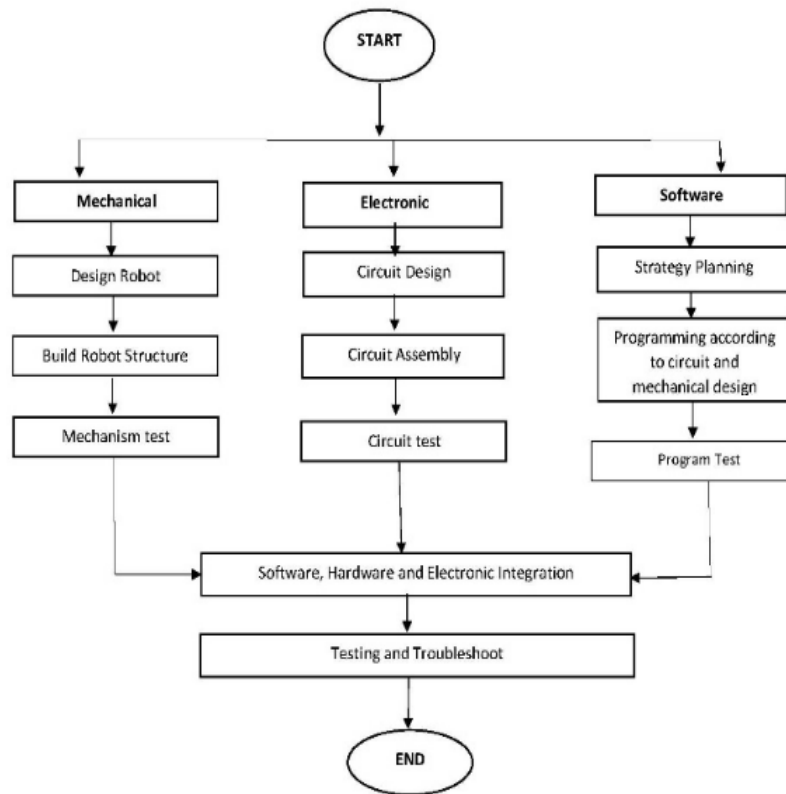 START
Mechanical
Design Robot
Build Robot Structure
Mechanism test
Electronic
Circuit Design
Circuit Assembly
Circuit test
Software
Strategy Planning
Programming according
to circuit and
mechanical design
Program Test
Software, Hardware and Electronic Integration
Testing and Troubleshoot
END